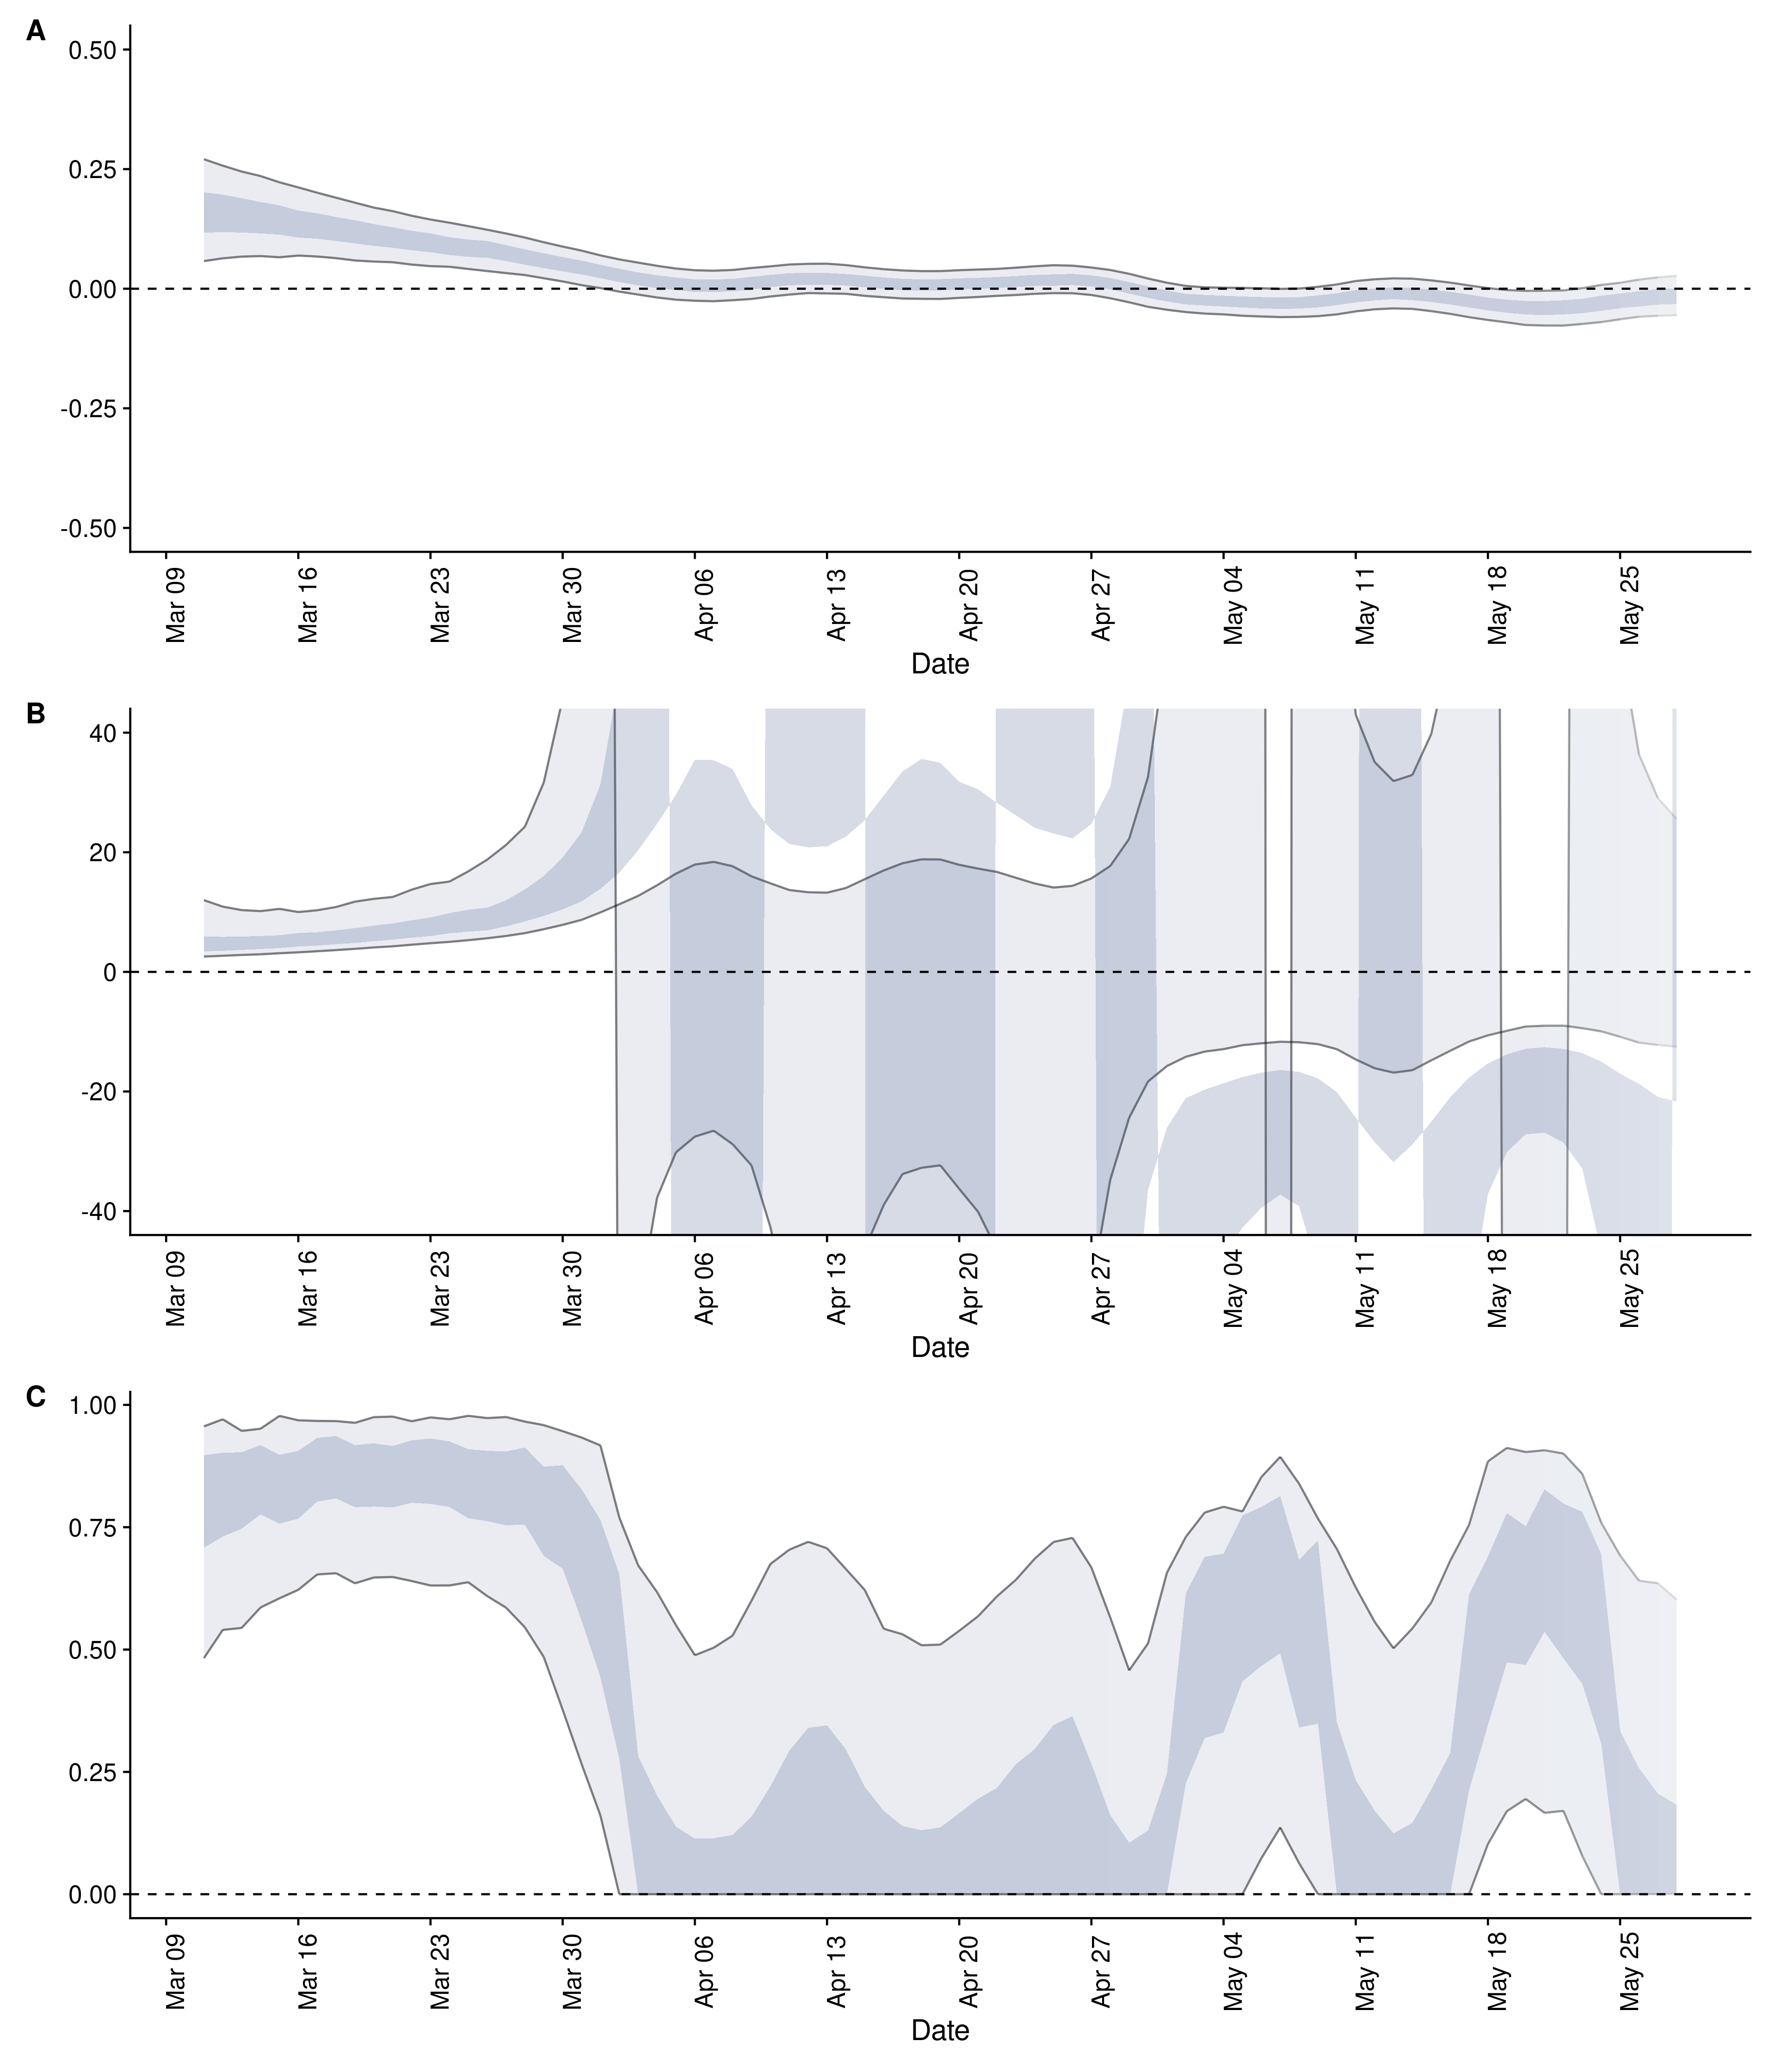 A
0.50
0.25
0.00
-0.25
-0.50
Mar 09
Mar 16
Mar 23
Mar 30
Apr 06
Apr 13
Apr 20
Apr 27
May 04
May 11
May 18
May 25
Date
B
40
20
0
-20
-40
Mar 09
Mar 16
Mar 23
Mar 30
Apr 06
Apr 13
Apr 20
Apr 27
May 04
May 11
May 18
May 25
Date
C
1.00
0.75
0.50
0.25
0.00
Mar 09
Mar 16
Mar 23
Mar 30
Apr 06
Apr 13
Apr 20
Apr 27
May 04
May 11
May 18
May 25
Date